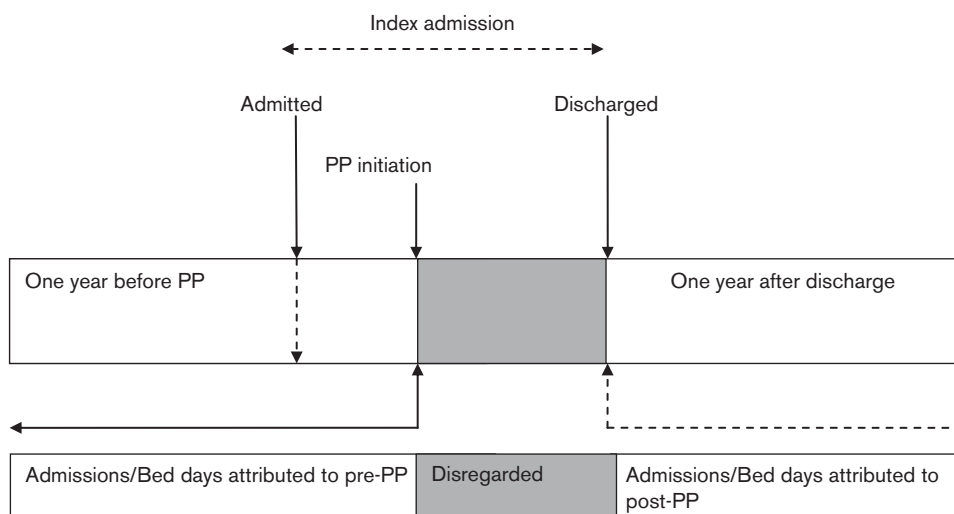 Index admission
Admitted
Discharged
PP initiation
One year before PP
One year after discharge
Admissions/Bed days attributed to pre-PP
Disregarded
Admissions/Bed days attributed to
post-PP